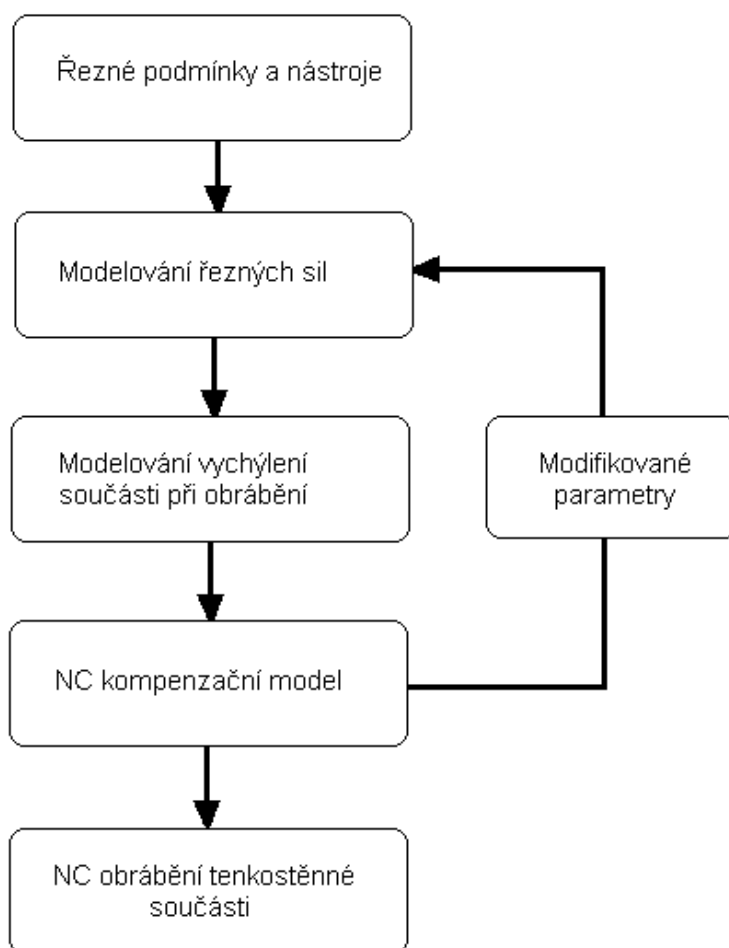 Řezné podmínky a nástroje
Modelování řezných sil
Modelování vychýlení
součásti při obrábění
Modifikované
parametry
NC kompenzační model
NC obrábění tenkostěnné
součásti